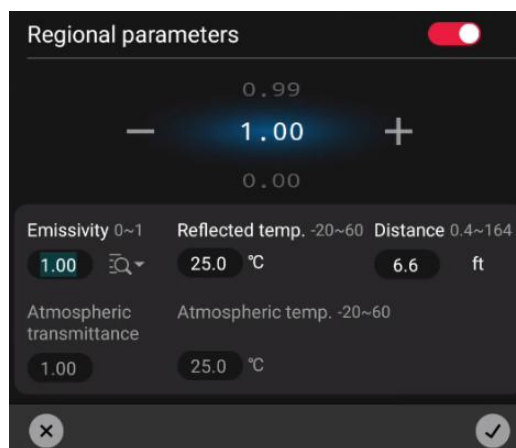 Regional parameters
0.99
— 1.00 +
0.00
Emissivity 0~1 Reflected temp. -20~60 Distance 0.4~164
1.00 25.0 ℃ 6.6 ft
Atmospheric Atmospheric temp. -20~60
transmittance
1.00 25.0 ℃